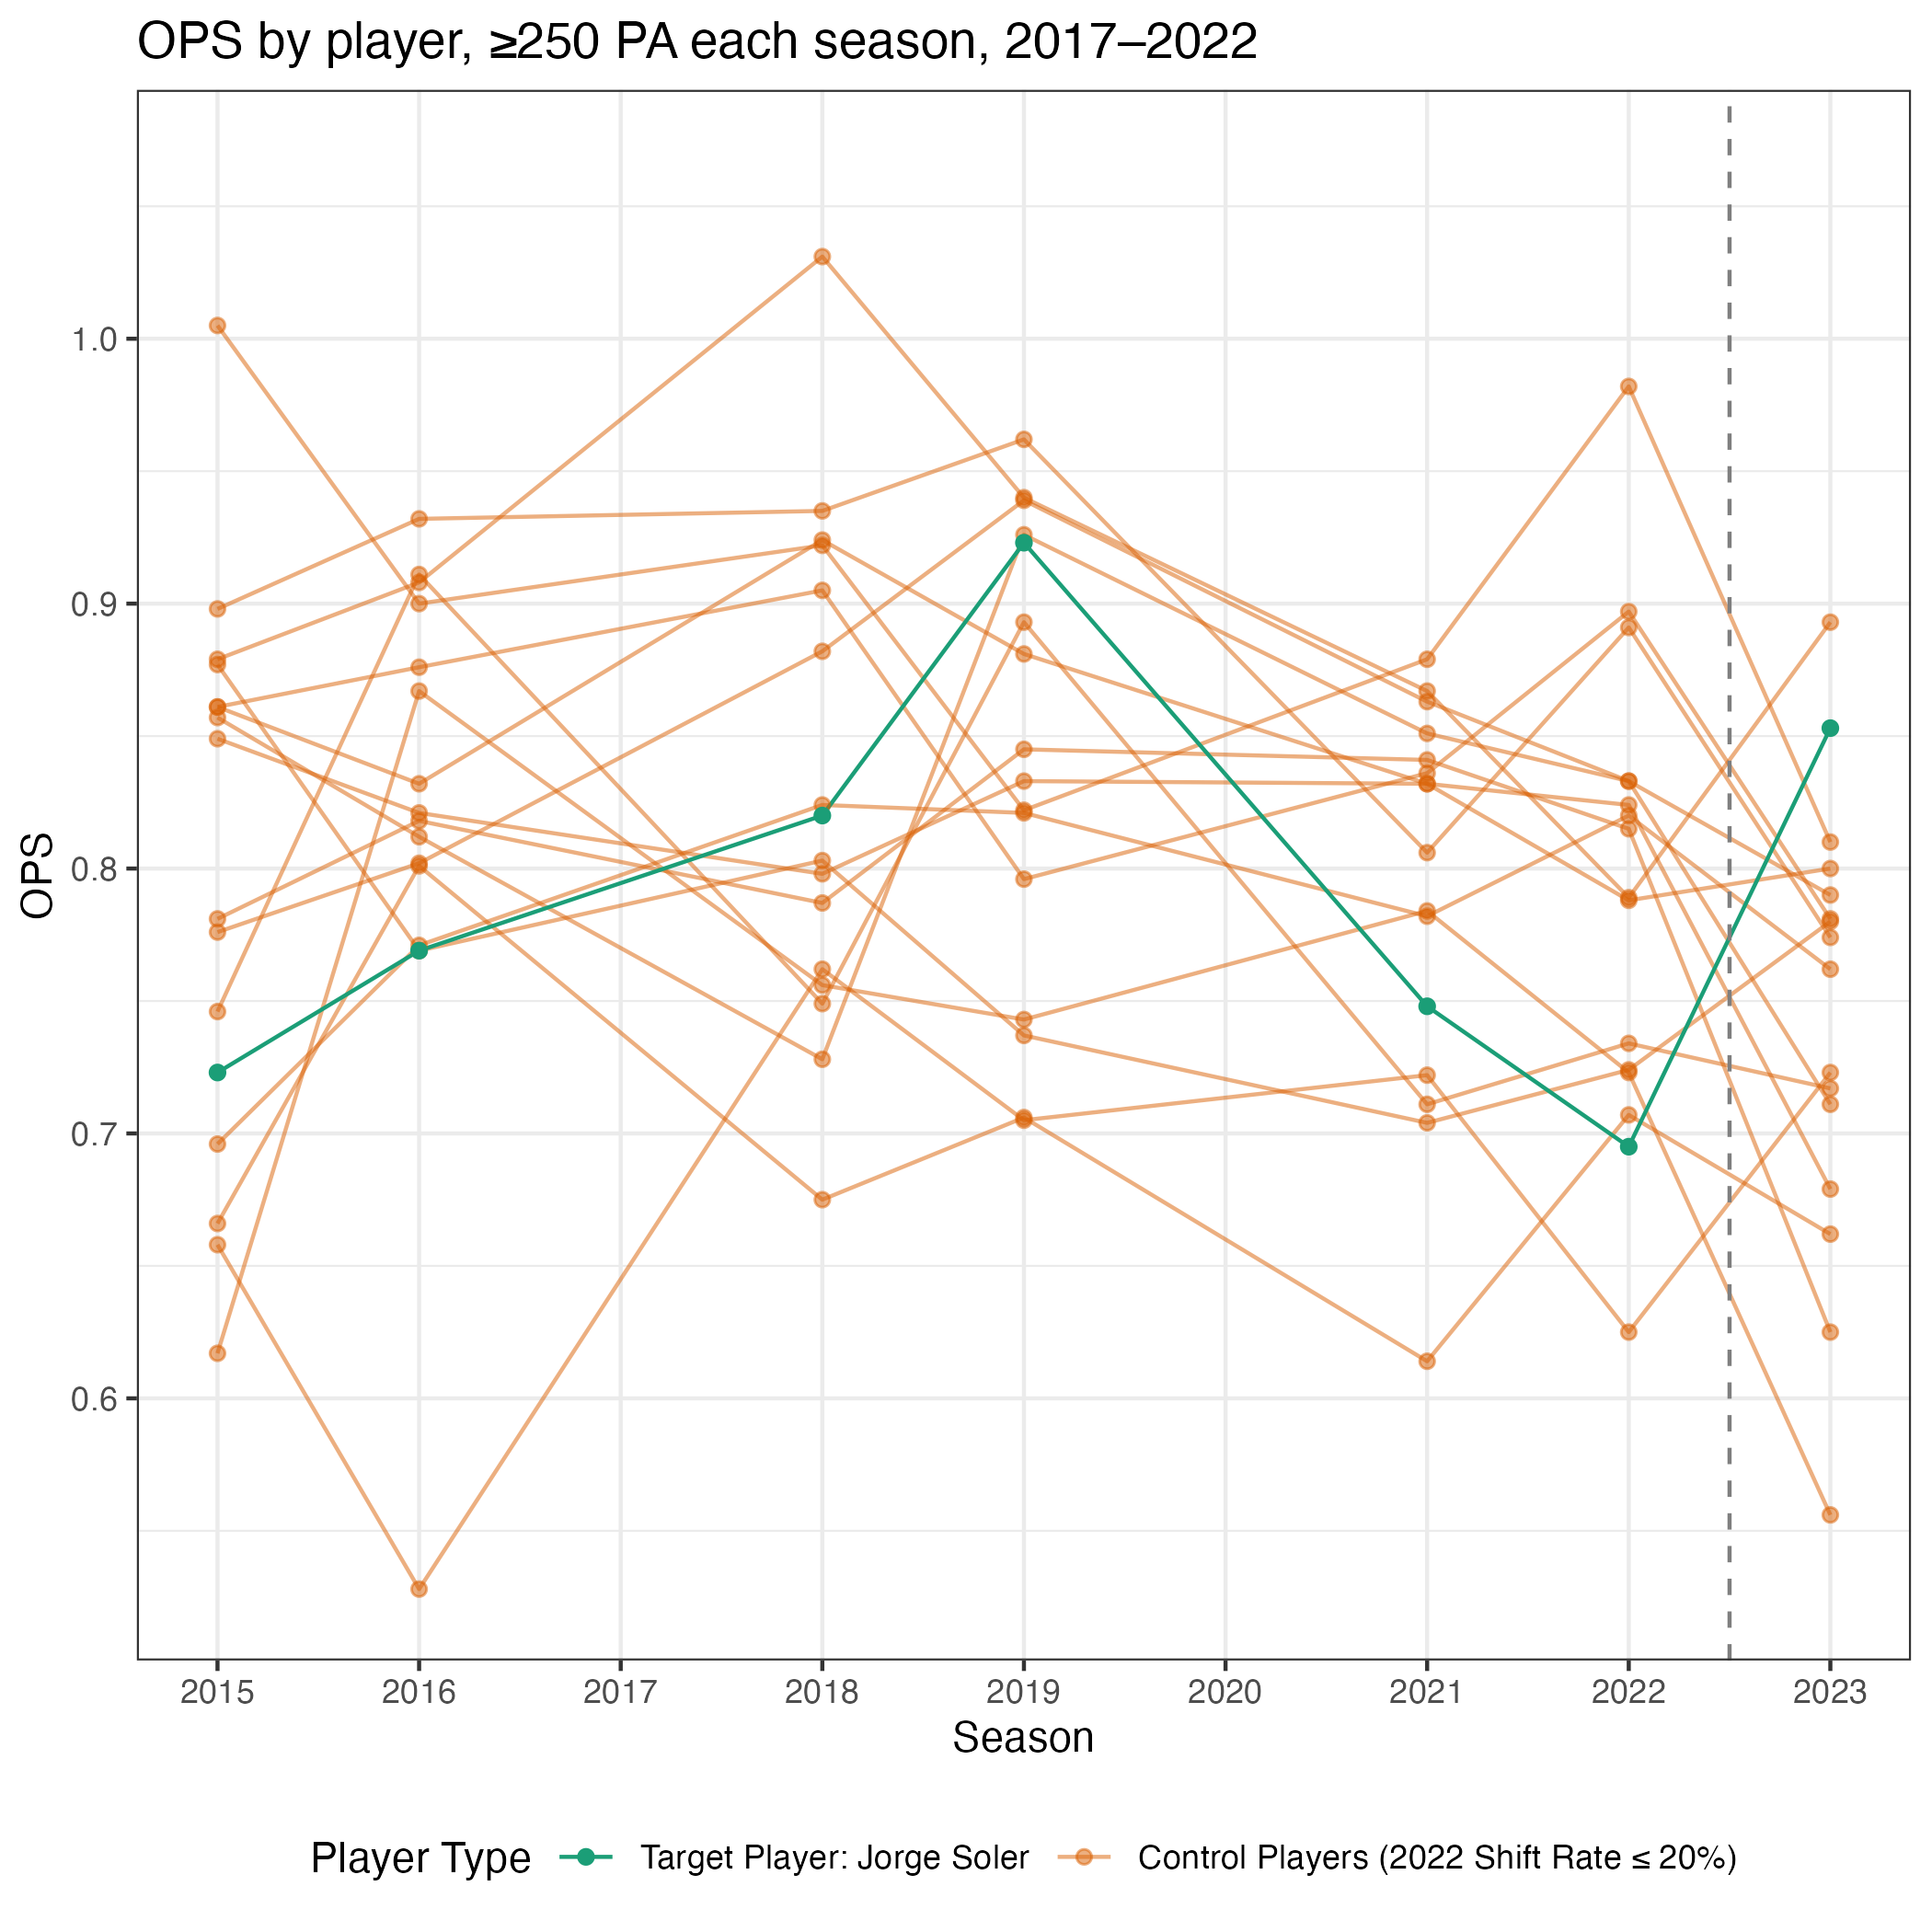 OPS by player, ≥250 PA each season, 2017–2022
OPS
1.0
0.9
0.8
0.7
0.6
2015 2016 2017 2018 2019 2020 2021 2022 2023
Season
Player Type Target Player: Jorge Soler Control Players (2022 Shift Rate ≤ 20%)